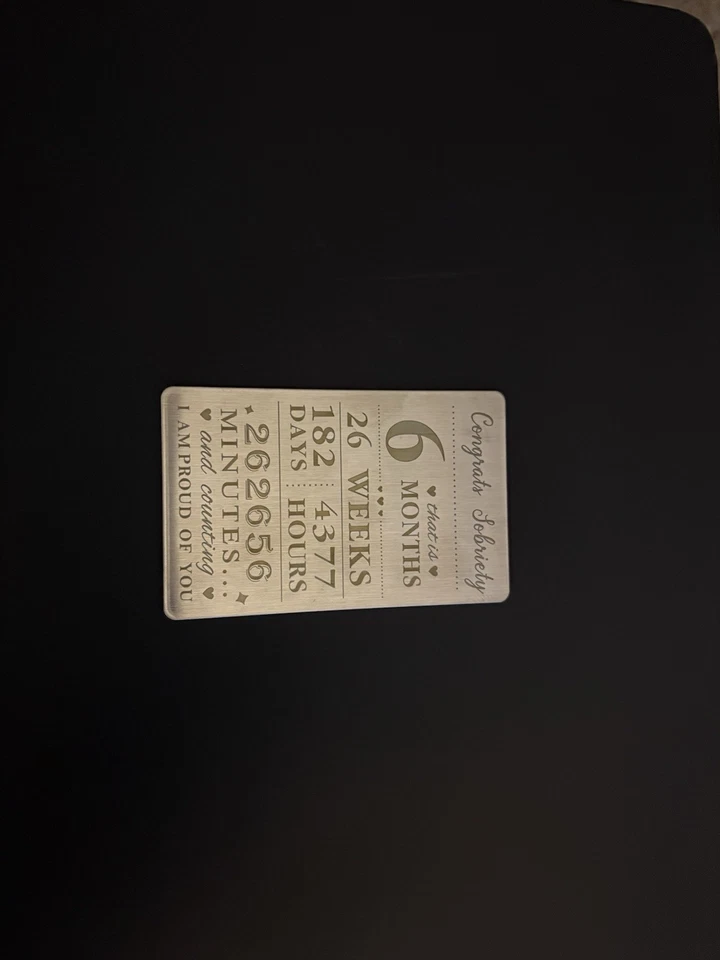 Congrats Sobriety
6 ♥ that is ♥
MONTHS
26 WEEKS
182 4377
DAYS HOURS
262656
MINUTES...
♥ and counting ♥
I AM PROUD OF YOU